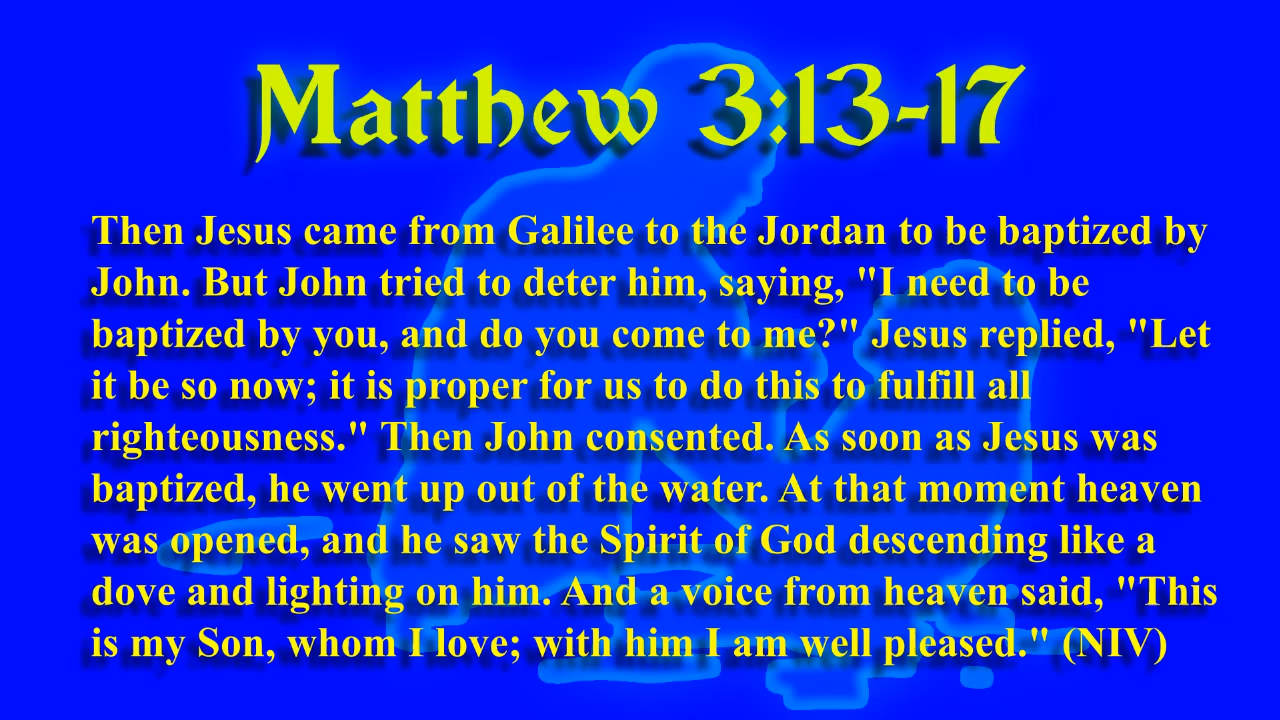 Matthew 3:13-17
Then Jesus came from Galilee to the Jordan to be baptized by
John. But John tried to deter him, saying, "I need to be
baptized by you, and do you come to me?" Jesus replied, "Let
it be so now; it is proper for us to do this to fulfill all
righteousness." Then John consented. As soon as Jesus was
baptized, he went up out of the water. At that moment heaven
was opened, and he saw the Spirit of God descending like a
dove and lighting on him. And a voice from heaven said, "This
is my Son, whom I love; with him I am well pleased." (NIV)